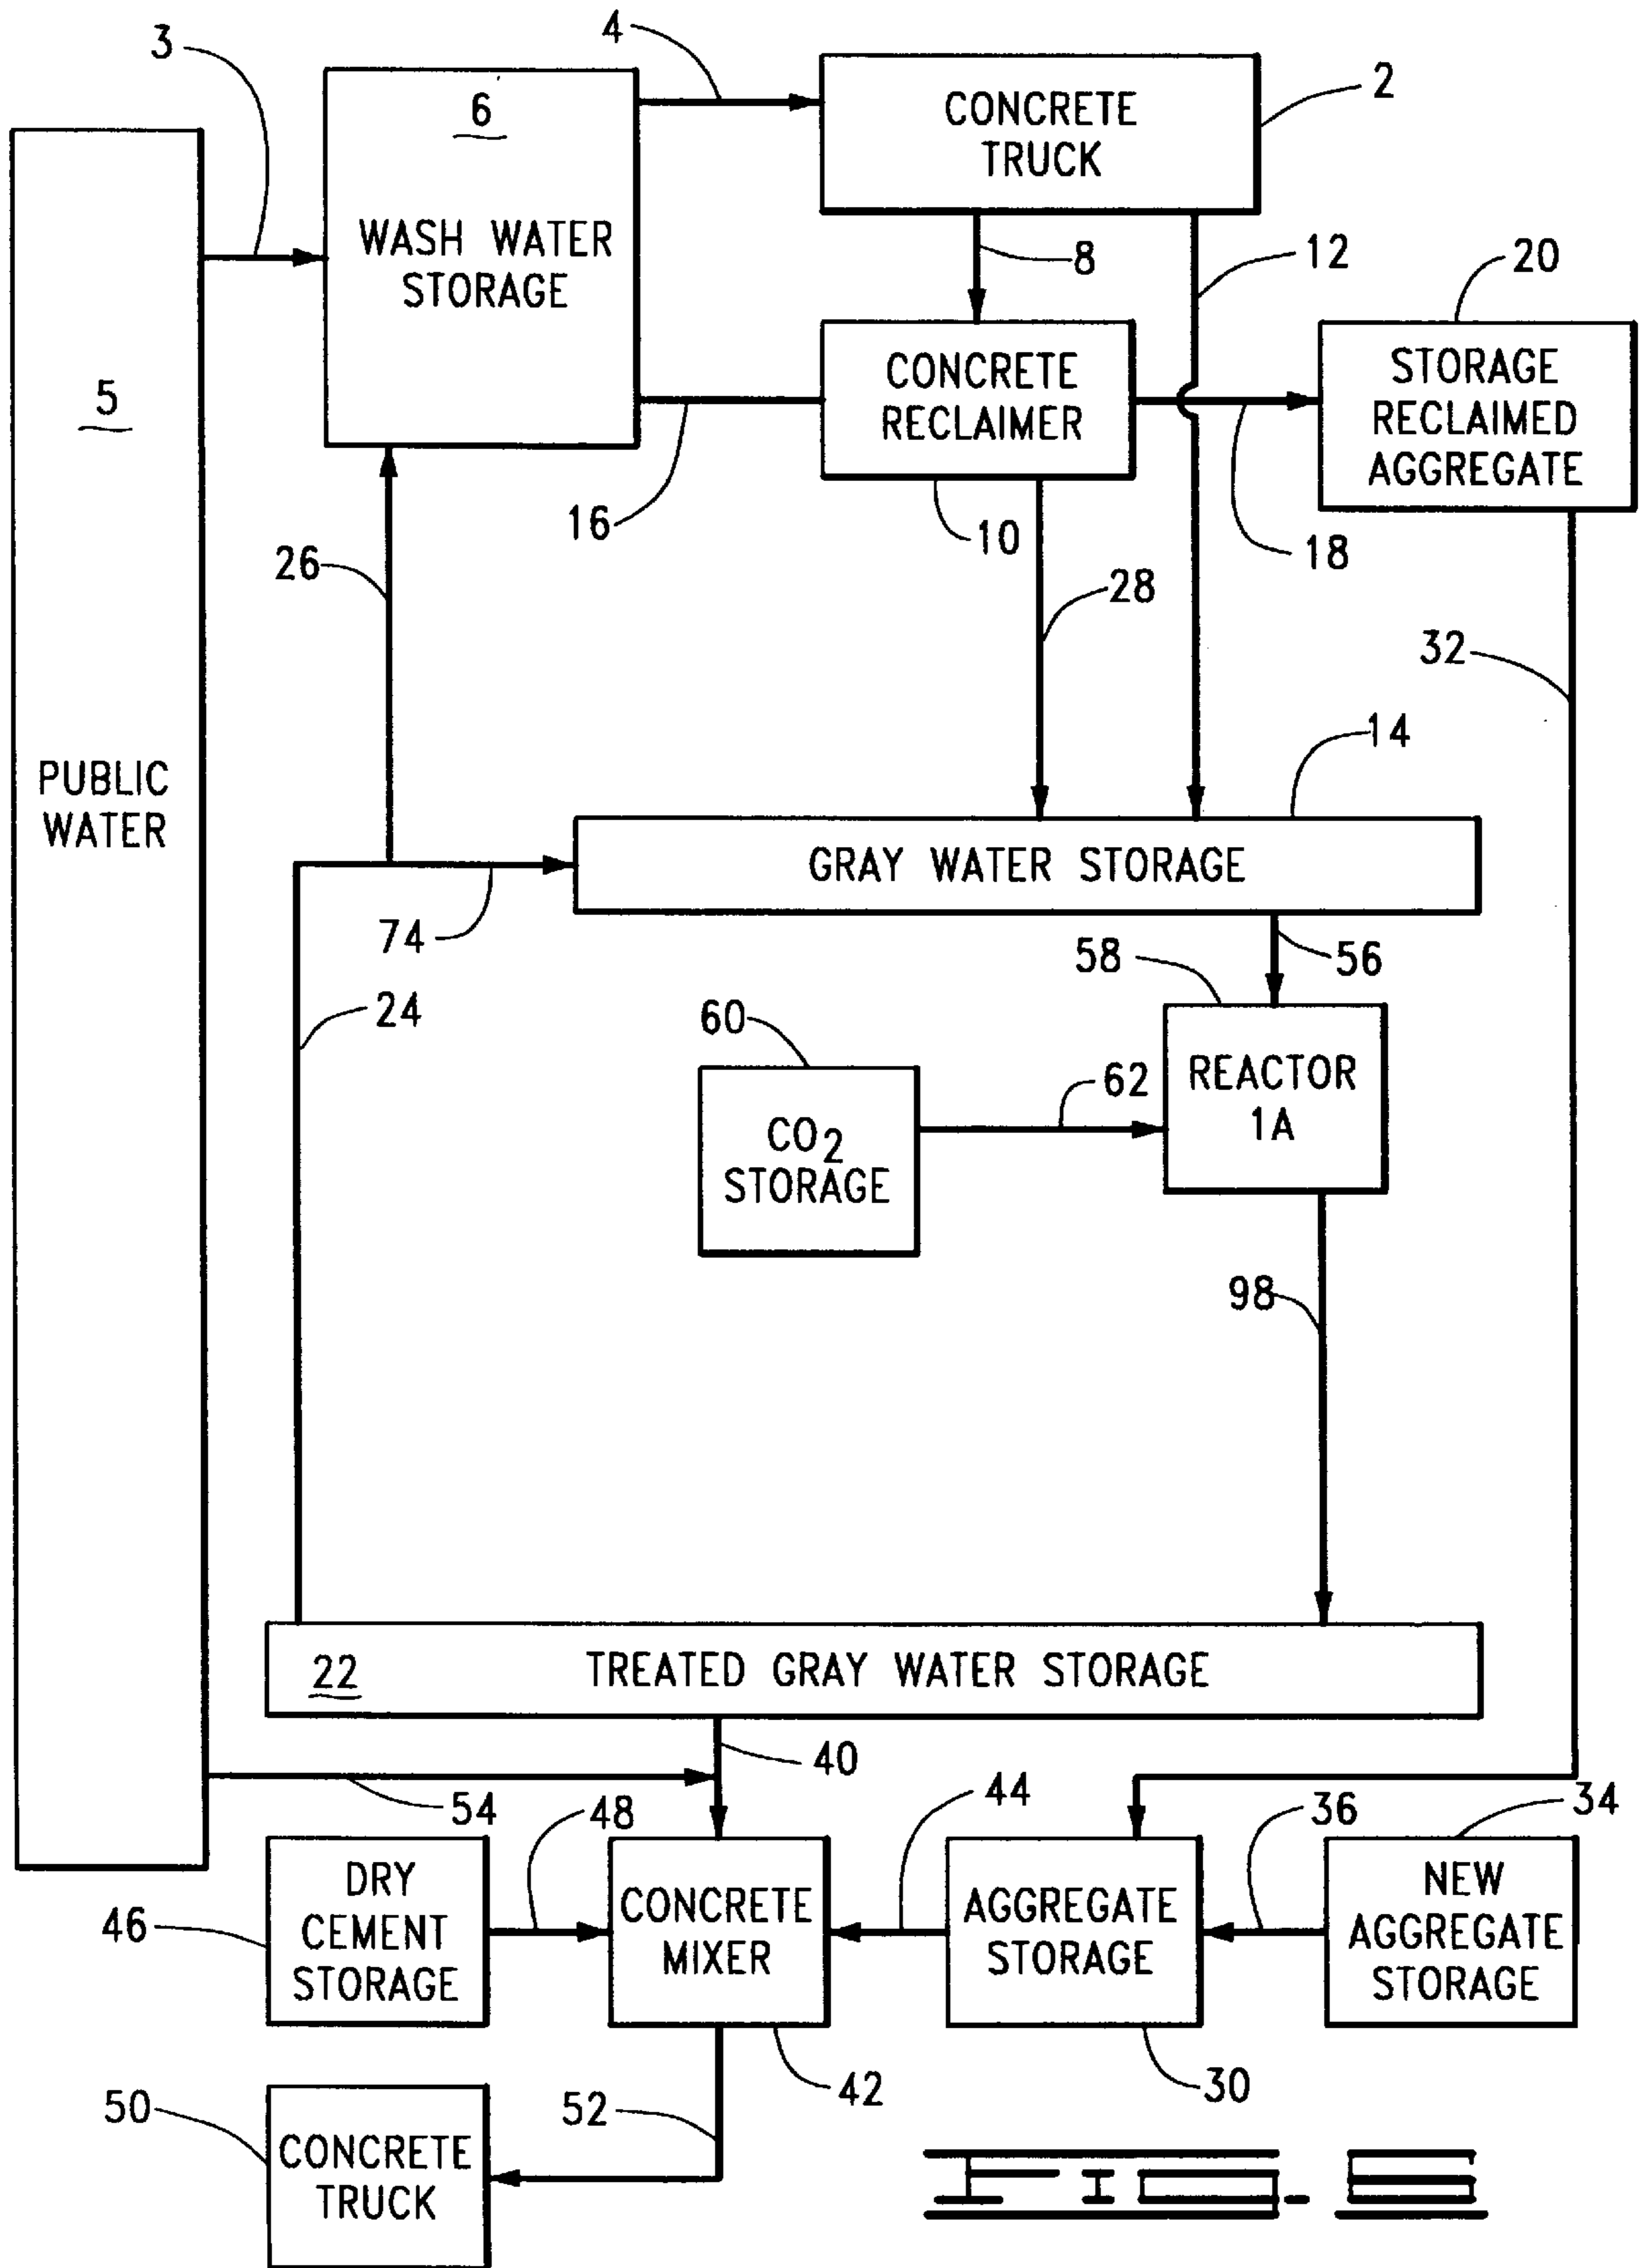 3
4
2
6
CONCRETE
TRUCK
WASH WATER
STORAGE
8
12
20
5
CONCRETE
RECLAIMER
STORAGE
RECLAIMED
AGGREGATE
16
10
18
26
28
32
14
PUBLIC
WATER
GRAY WATER STORAGE
74
56
58
24
60
62
REACTOR
1A
CO2
STORAGE
98
22
TREATED GRAY WATER STORAGE
40
54
48
44
36
34
46
DRY
CEMENT
STORAGE
CONCRETE
MIXER
AGGREGATE
STORAGE
NEW
AGGREGATE
STORAGE
50
52
42
30
CONCRETE
TRUCK
FIG- 8